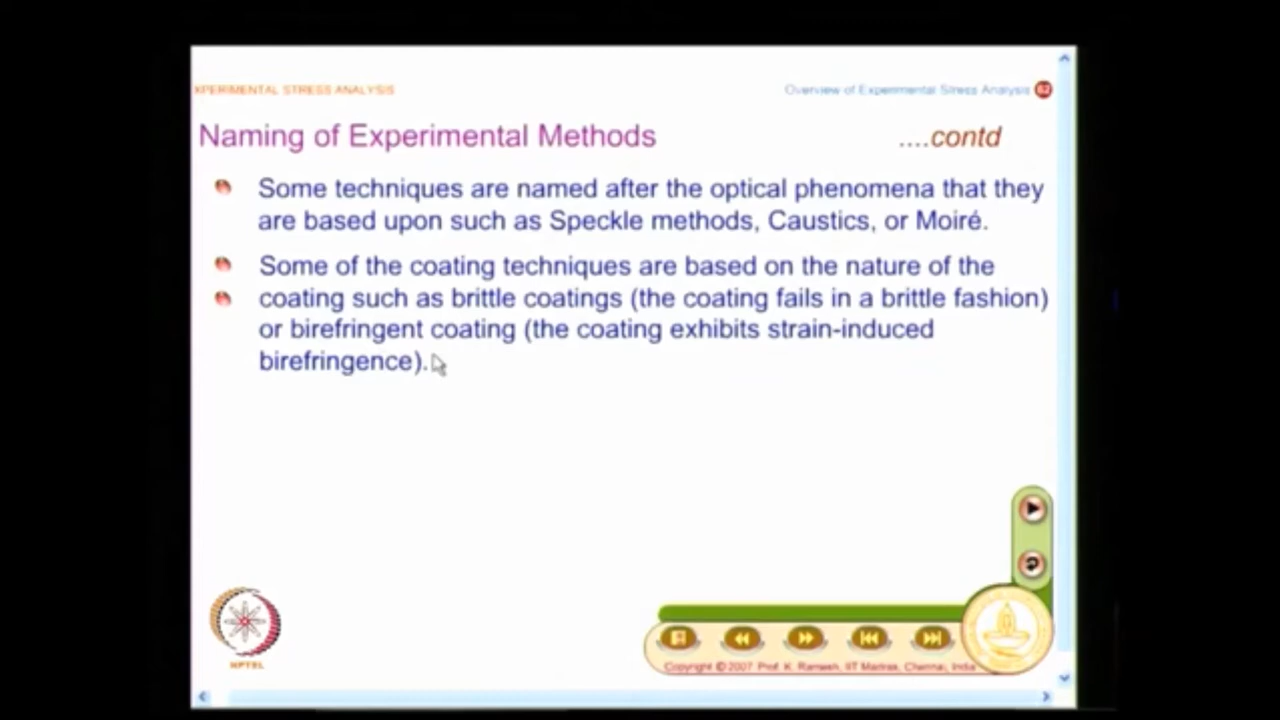 XPERIMENTAL STRESS ANALYSIS
Overview of Experimental Stress Analysis 62
Naming of Experimental Methods ....contd
Some techniques are named after the optical phenomena that they
are based upon such as Speckle methods, Caustics, or Moiré.
Some of the coating techniques are based on the nature of the
coating such as brittle coatings (the coating fails in a brittle fashion)
or birefringent coating (the coating exhibits strain-induced
birefringence).
NPTEL
Copyright © 2007 Prof. K. Ramesh, IIT Madras, Chennai, India